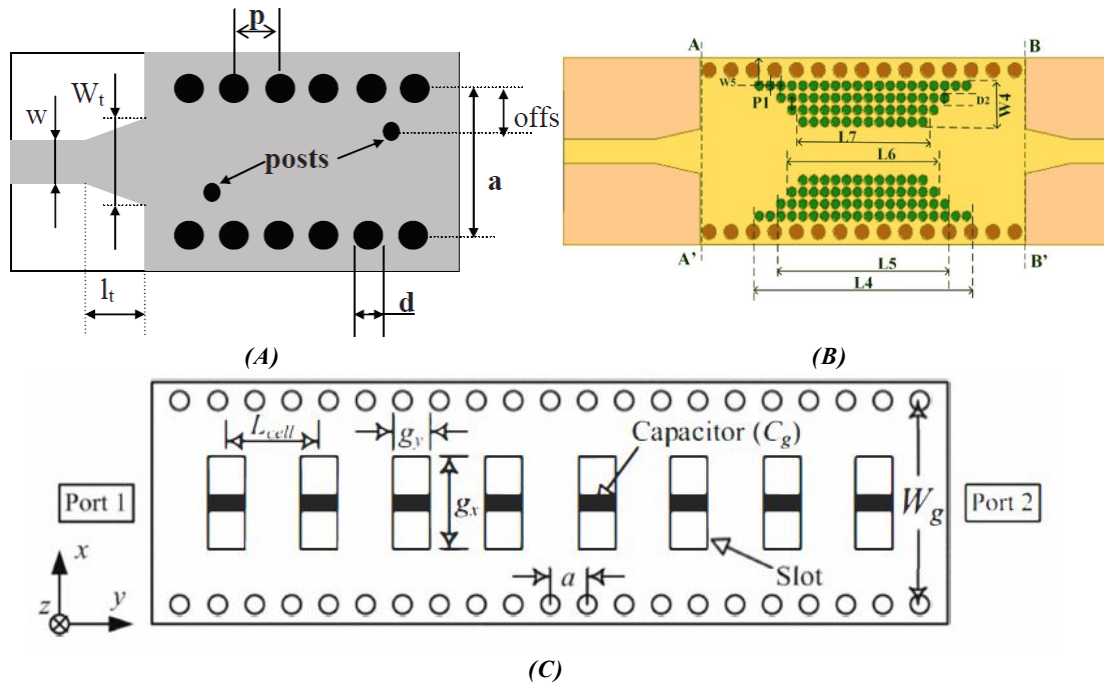 p
W_t
w
offs
posts
a
l_t
d
(A)
A
B
W5
P1
D2
W4
L7
L6
A'
B'
L5
L4
(B)
L_cell
g_y
Capacitor (C_g)
Port 1
g_x
W_g
Port 2
x
a
Slot
z
y
(C)